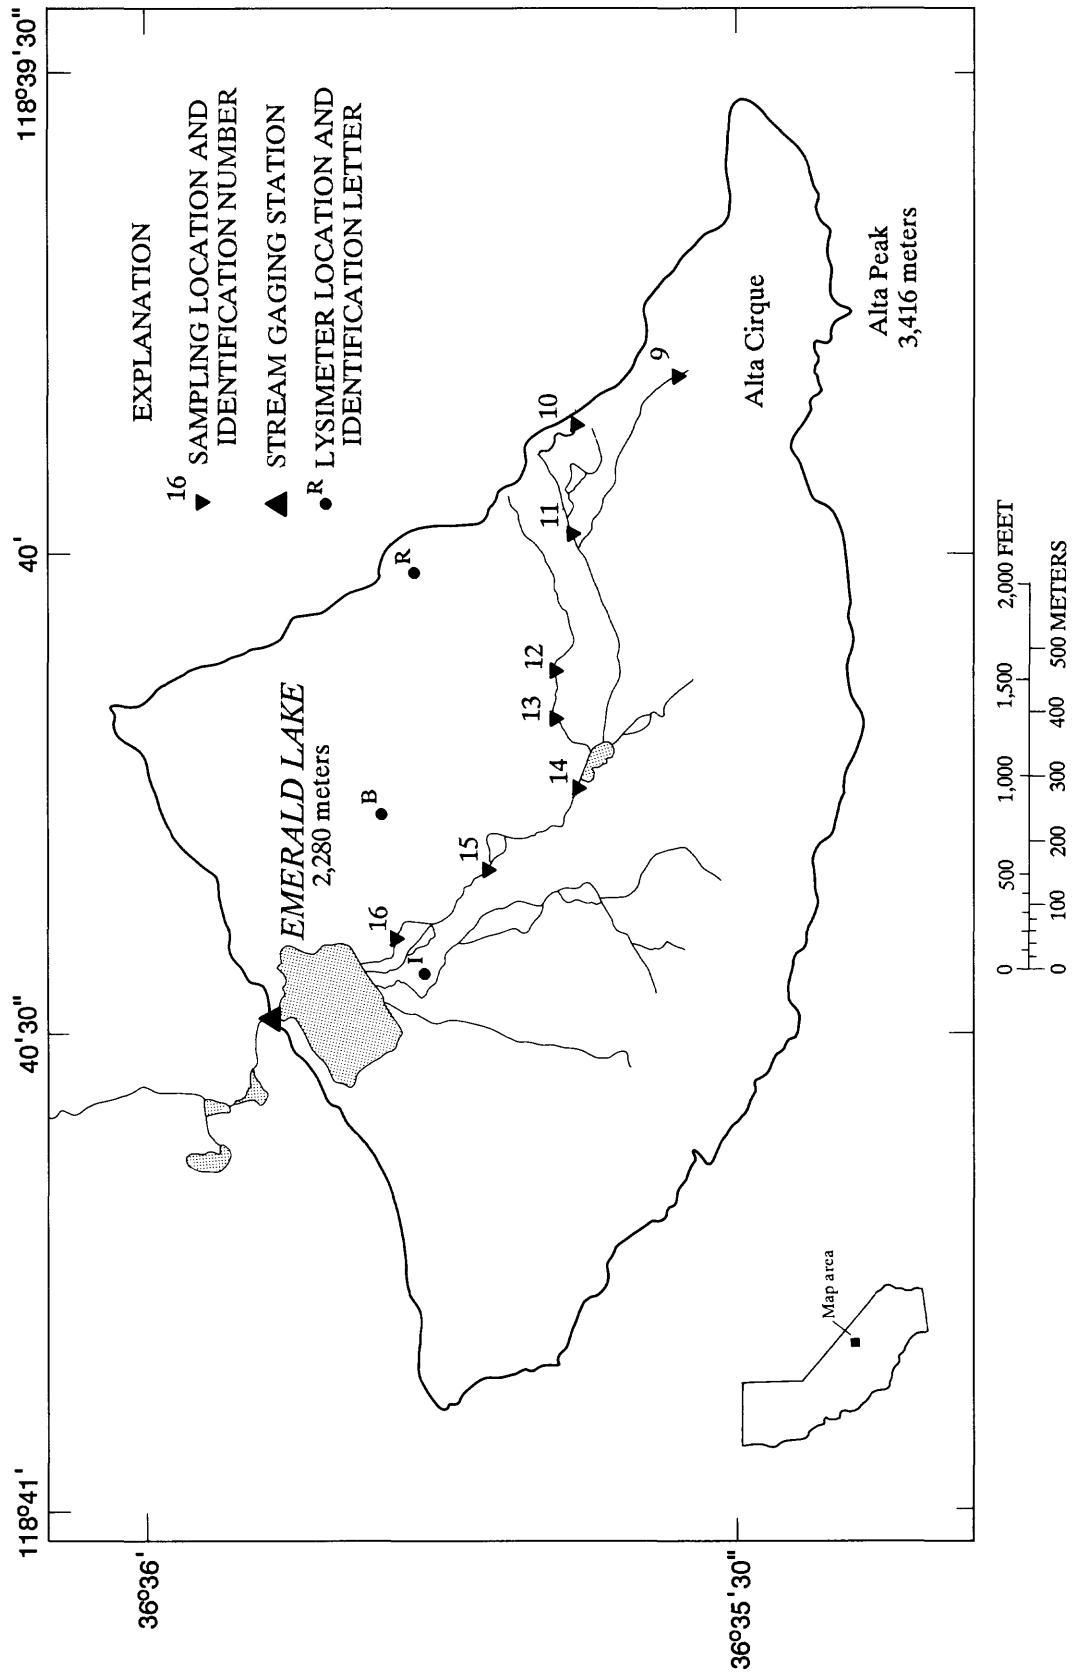 118°41'
40'30"
40'
118°39'30"
36°36'
36°35'30"
EXPLANATION
16
SAMPLING LOCATION AND
IDENTIFICATION NUMBER
STREAM GAGING STATION
R
LYSIMETER LOCATION AND
IDENTIFICATION LETTER
EMERALD LAKE
2,280 meters
R
B
I
16
15
14
13
12
11
10
9
Alta Cirque
Alta Peak
3,416 meters
Map area
0 500 1,000 1,500 2,000 FEET
0 100 200 300 400 500 METERS